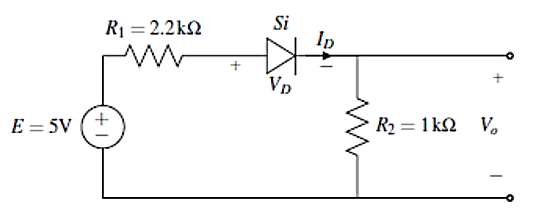 R₁ = 2.2kΩ
Si
I_D
+
−
V_D
+
E = 5V
+
−
R₂ = 1kΩ
V_o
−